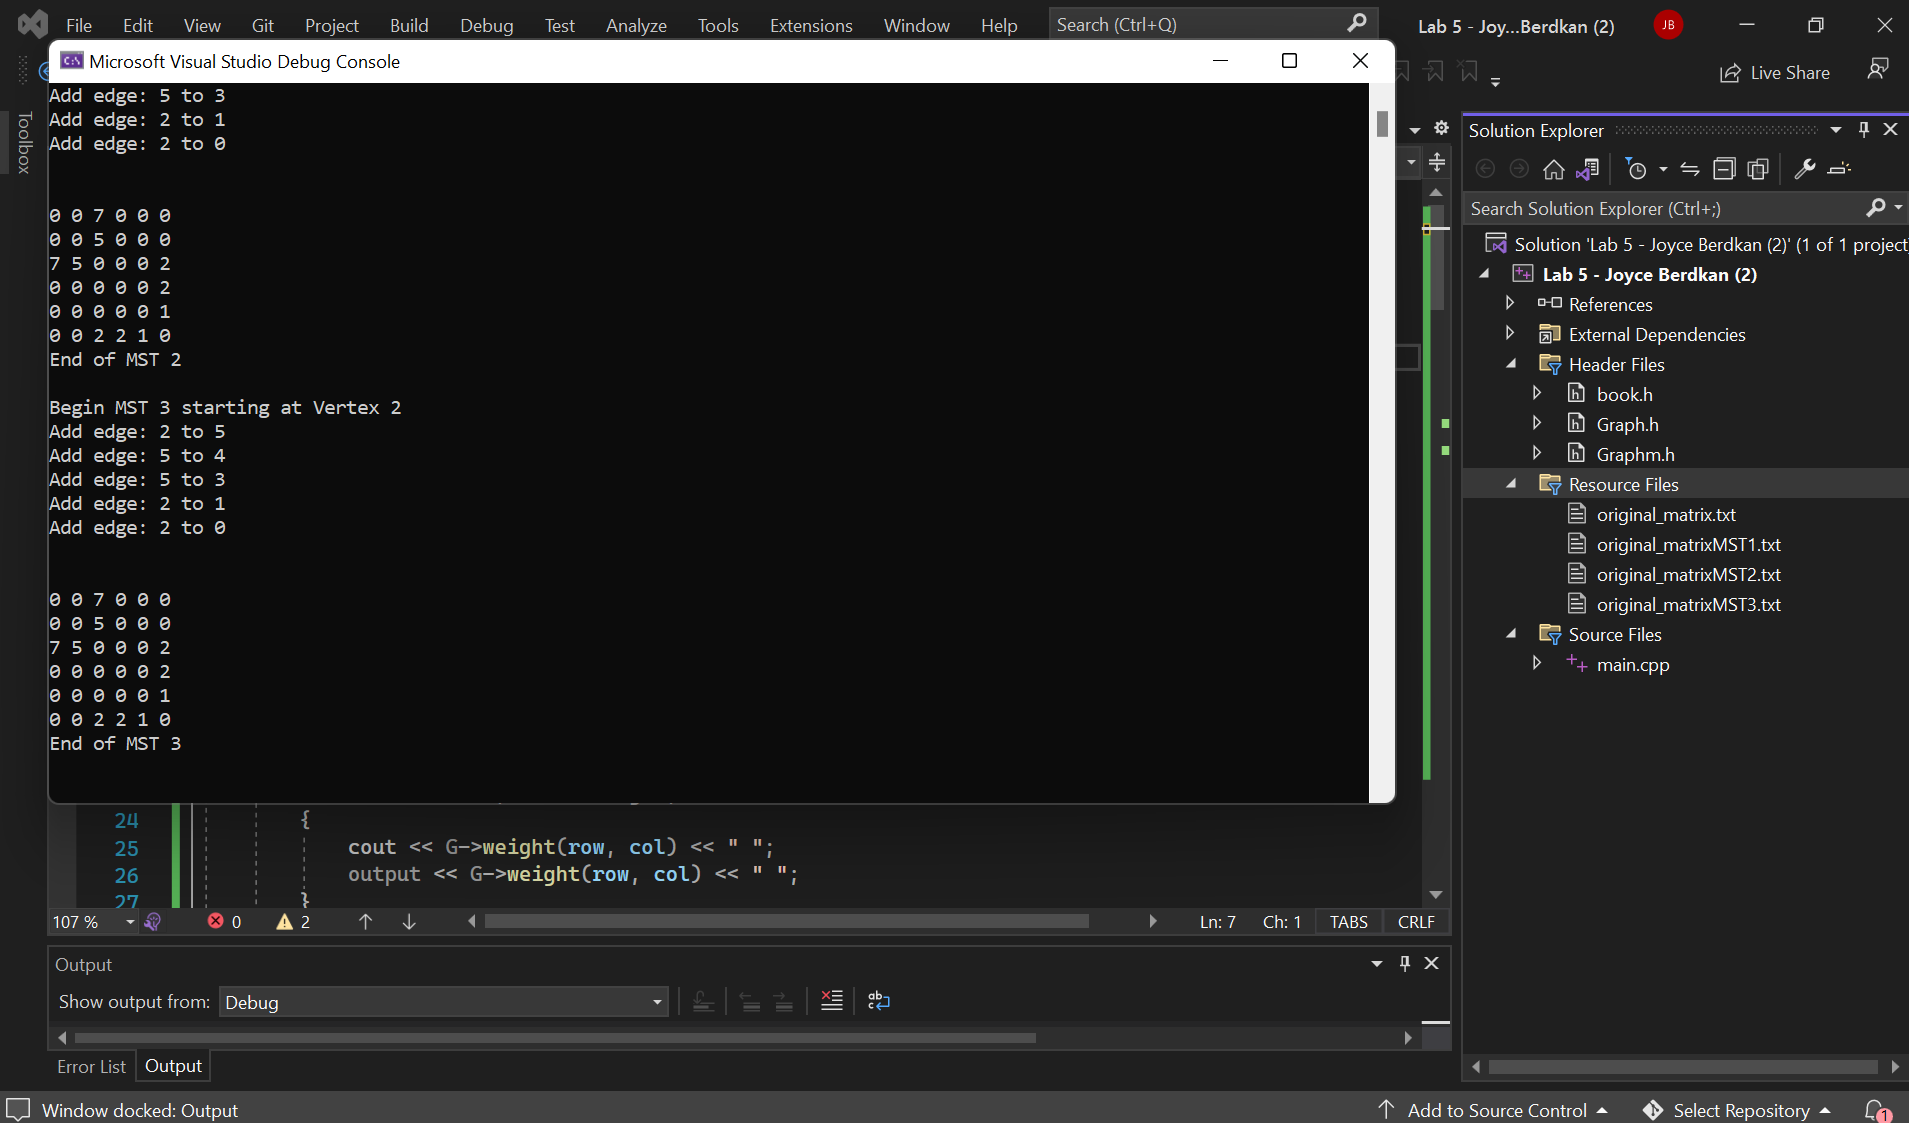 File Edit View Git Project Build Debug Test Analyze Tools Extensions Window Help Search (Ctrl+Q) Lab 5 - Joy...Berdkan (2) JB
Microsoft Visual Studio Debug Console
Live Share
Toolbox
Add edge: 5 to 3
Add edge: 2 to 1
Add edge: 2 to 0
0 0 7 0 0 0
0 0 5 0 0 0
7 5 0 0 0 2
0 0 0 0 0 2
0 0 0 0 0 1
0 0 2 2 1 0
End of MST 2
Begin MST 3 starting at Vertex 2
Add edge: 2 to 5
Add edge: 5 to 4
Add edge: 5 to 3
Add edge: 2 to 1
Add edge: 2 to 0
0 0 7 0 0 0
0 0 5 0 0 0
7 5 0 0 0 2
0 0 0 0 0 2
0 0 0 0 0 1
0 0 2 2 1 0
End of MST 3
24 {
25 cout << G->weight(row, col) << " ";
26 output << G->weight(row, col) << " ";
27 }
107 % 0 2 Ln: 7 Ch: 1 TABS CRLF
Output
Show output from: Debug
Error List Output
Solution Explorer
Search Solution Explorer (Ctrl+;)
Solution 'Lab 5 - Joyce Berdkan (2)' (1 of 1 project
Lab 5 - Joyce Berdkan (2)
References
External Dependencies
Header Files
book.h
Graph.h
Graphm.h
Resource Files
original_matrix.txt
original_matrixMST1.txt
original_matrixMST2.txt
original_matrixMST3.txt
Source Files
main.cpp
Window docked: Output Add to Source Control Select Repository 1